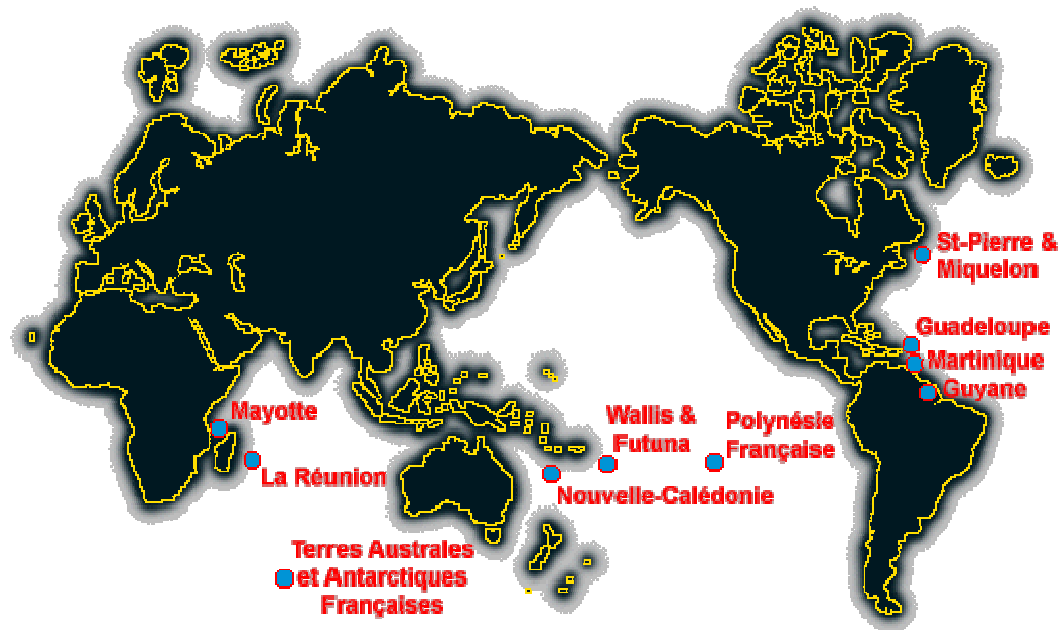 St-Pierre &
Miquelon
Guadeloupe
Martinique
Guyane
Mayotte
La Réunion
Wallis &
Futuna
Polynésie
Française
Nouvelle-Calédonie
Terres Australes
et Antarctiques
Françaises